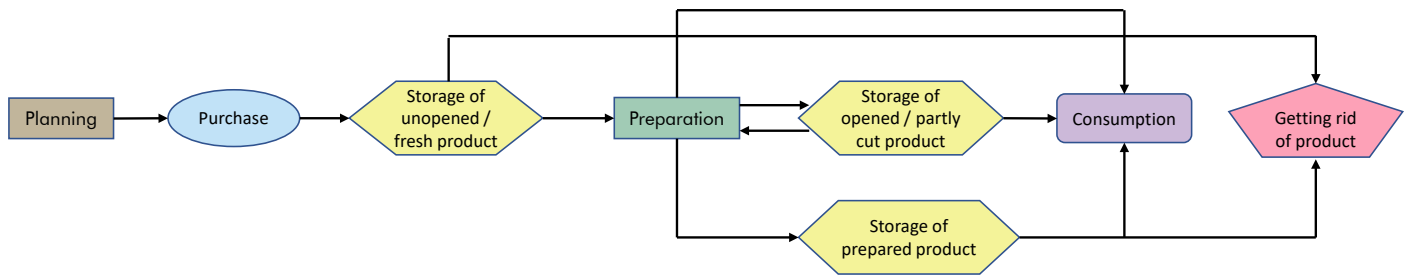 Planning
Purchase
Storage of
unopened /
fresh product
Preparation
Storage of
opened / partly
cut product
Consumption
Getting rid
of product
Storage of
prepared product